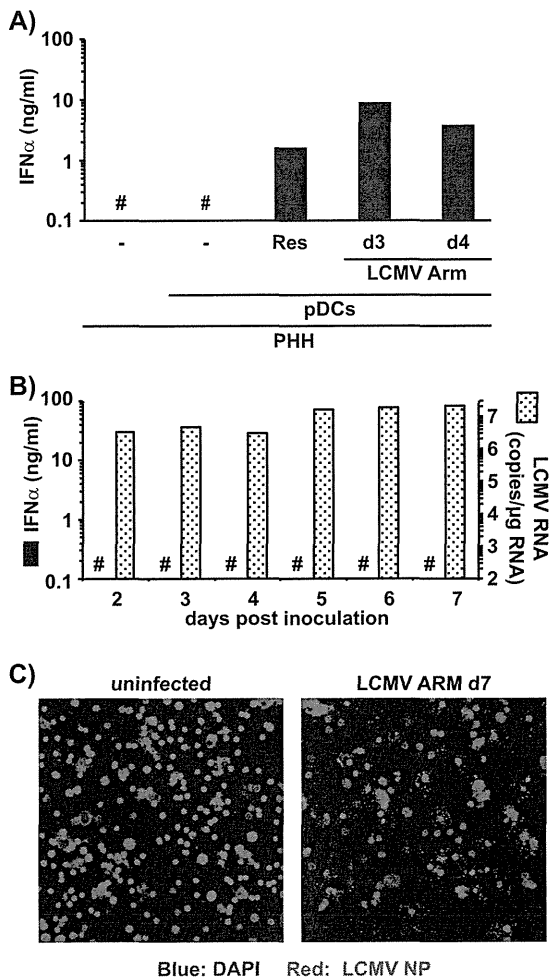 A)
IFNα (ng/ml)
100
10
1
0.1
# #
- - Res d3 d4
LCMV Arm
pDCs
PHH
B)
IFNα (ng/ml)
100
10
1
0.1
# # # # # #
2 3 4 5 6 7
days post inoculation
7
6
5
4
3
2
LCMV RNA
(copies/µg RNA)
C)
uninfected LCMV ARM d7
Blue: DAPI Red: LCMV NP